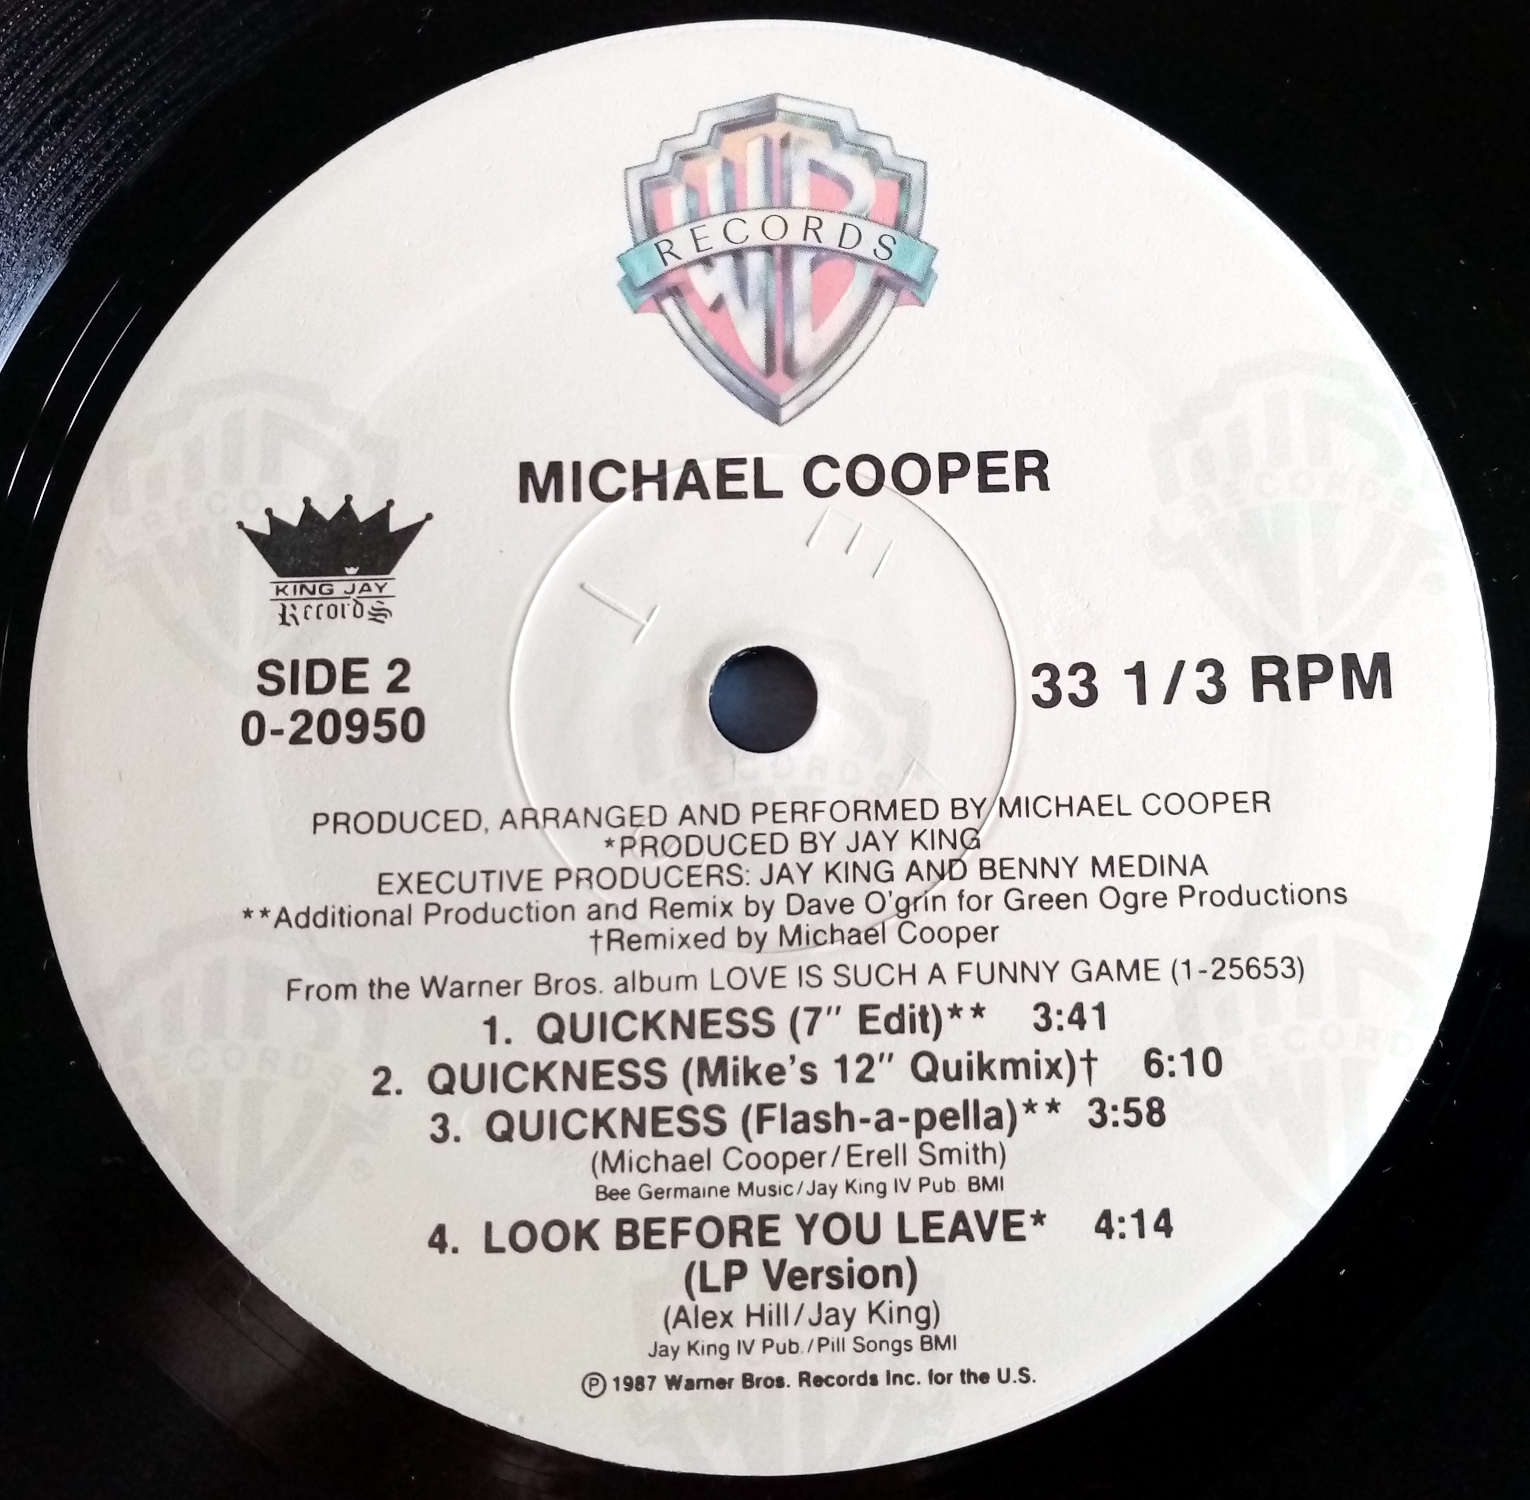 WB
RECORDS
MICHAEL COOPER
KING JAY
Records
SIDE 2
0-20950
33 1/3 RPM
PRODUCED, ARRANGED AND PERFORMED BY MICHAEL COOPER
*PRODUCED BY JAY KING
EXECUTIVE PRODUCERS: JAY KING AND BENNY MEDINA
**Additional Production and Remix by Dave O'grin for Green Ogre Productions
†Remixed by Michael Cooper
From the Warner Bros. album LOVE IS SUCH A FUNNY GAME (1-25653)
1. QUICKNESS (7" Edit)** 3:41
2. QUICKNESS (Mike's 12" Quikmix)† 6:10
3. QUICKNESS (Flash-a-pella)** 3:58
(Michael Cooper/Erell Smith)
Bee Germaine Music/Jay King IV Pub. BMI
4. LOOK BEFORE YOU LEAVE* 4:14
(LP Version)
(Alex Hill/Jay King)
Jay King IV Pub./Pill Songs BMI
℗ 1987 Warner Bros. Records Inc. for the U.S.